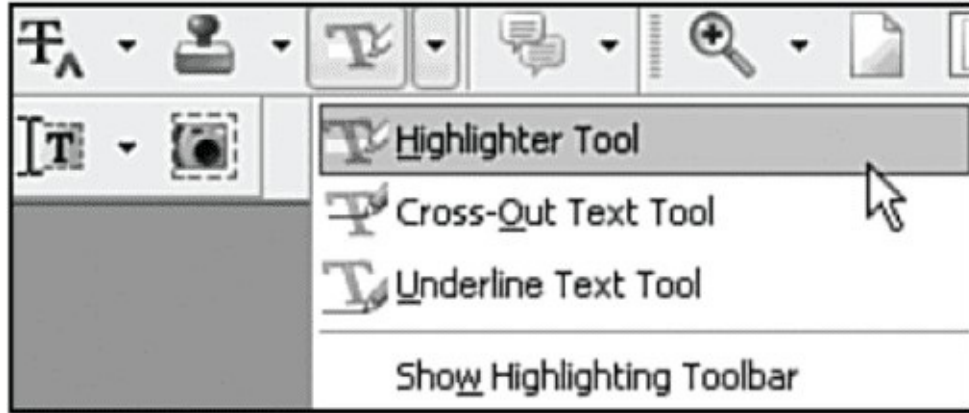 Highlighter Tool
Cross-Out Text Tool
Underline Text Tool
Show Highlighting Toolbar